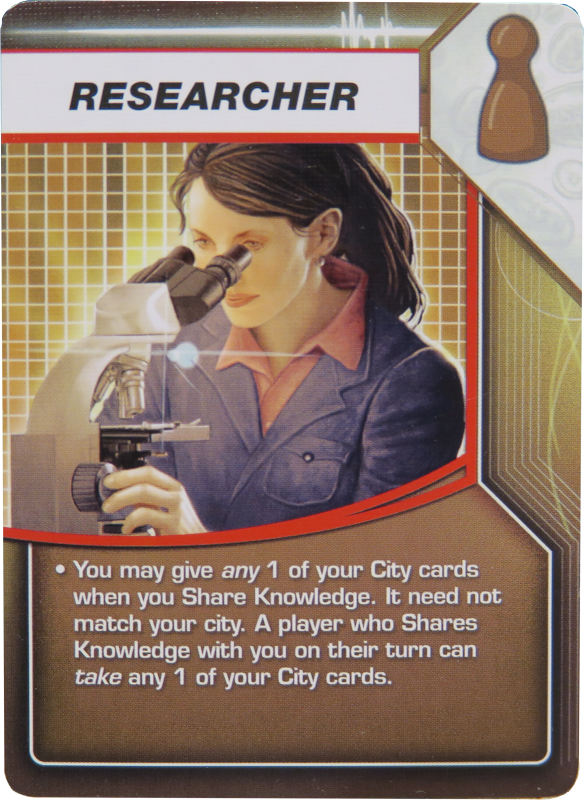 RESEARCHER
• You may give any 1 of your City cards
when you Share Knowledge. It need not
match your city. A player who Shares
Knowledge with you on their turn can
take any 1 of your City cards.